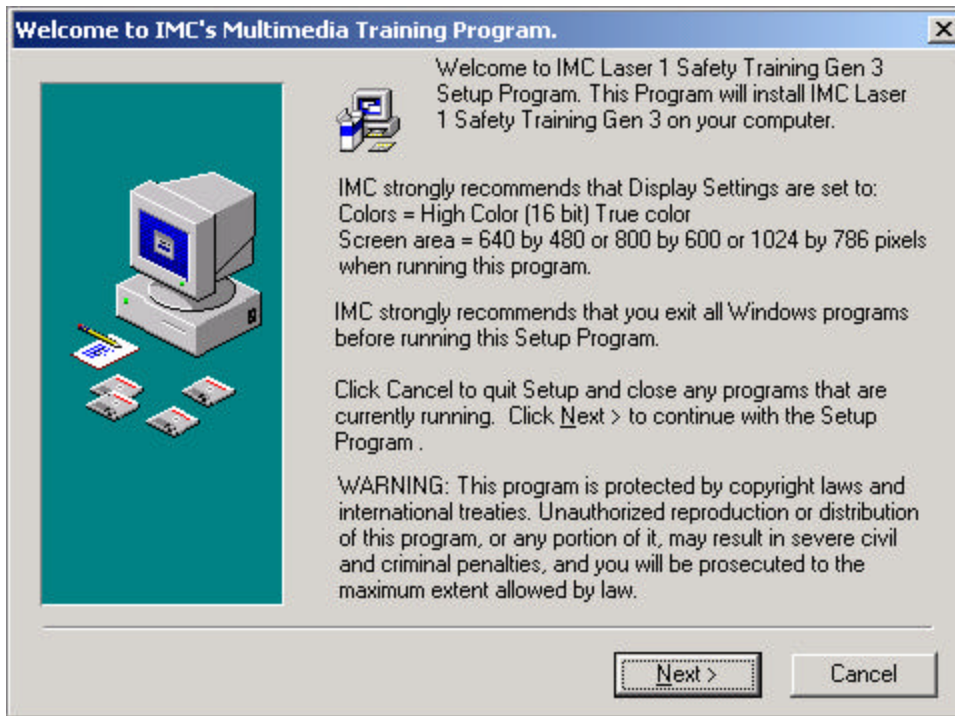 Welcome to IMC's Multimedia Training Program.
Welcome to IMC Laser 1 Safety Training Gen 3
Setup Program. This Program will install IMC Laser
1 Safety Training Gen 3 on your computer.
IMC strongly recommends that Display Settings are set to:
Colors = High Color (16 bit) True color
Screen area = 640 by 480 or 800 by 600 or 1024 by 786 pixels
when running this program.
IMC strongly recommends that you exit all Windows programs
before running this Setup Program.
Click Cancel to quit Setup and close any programs that are
currently running.  Click Next > to continue with the Setup
Program .
WARNING: This program is protected by copyright laws and
international treaties. Unauthorized reproduction or distribution
of this program, or any portion of it, may result in severe civil
and criminal penalties, and you will be prosecuted to the
maximum extent allowed by law.
Next >
Cancel